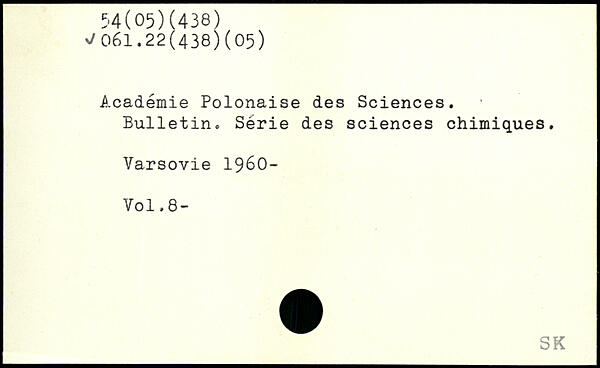 54(05)(438)
✓061.22(438)(05)
Académie Polonaise des Sciences.
Bulletin. Série des sciences chimiques.
Varsovie 1960-
Vol.8-
SK